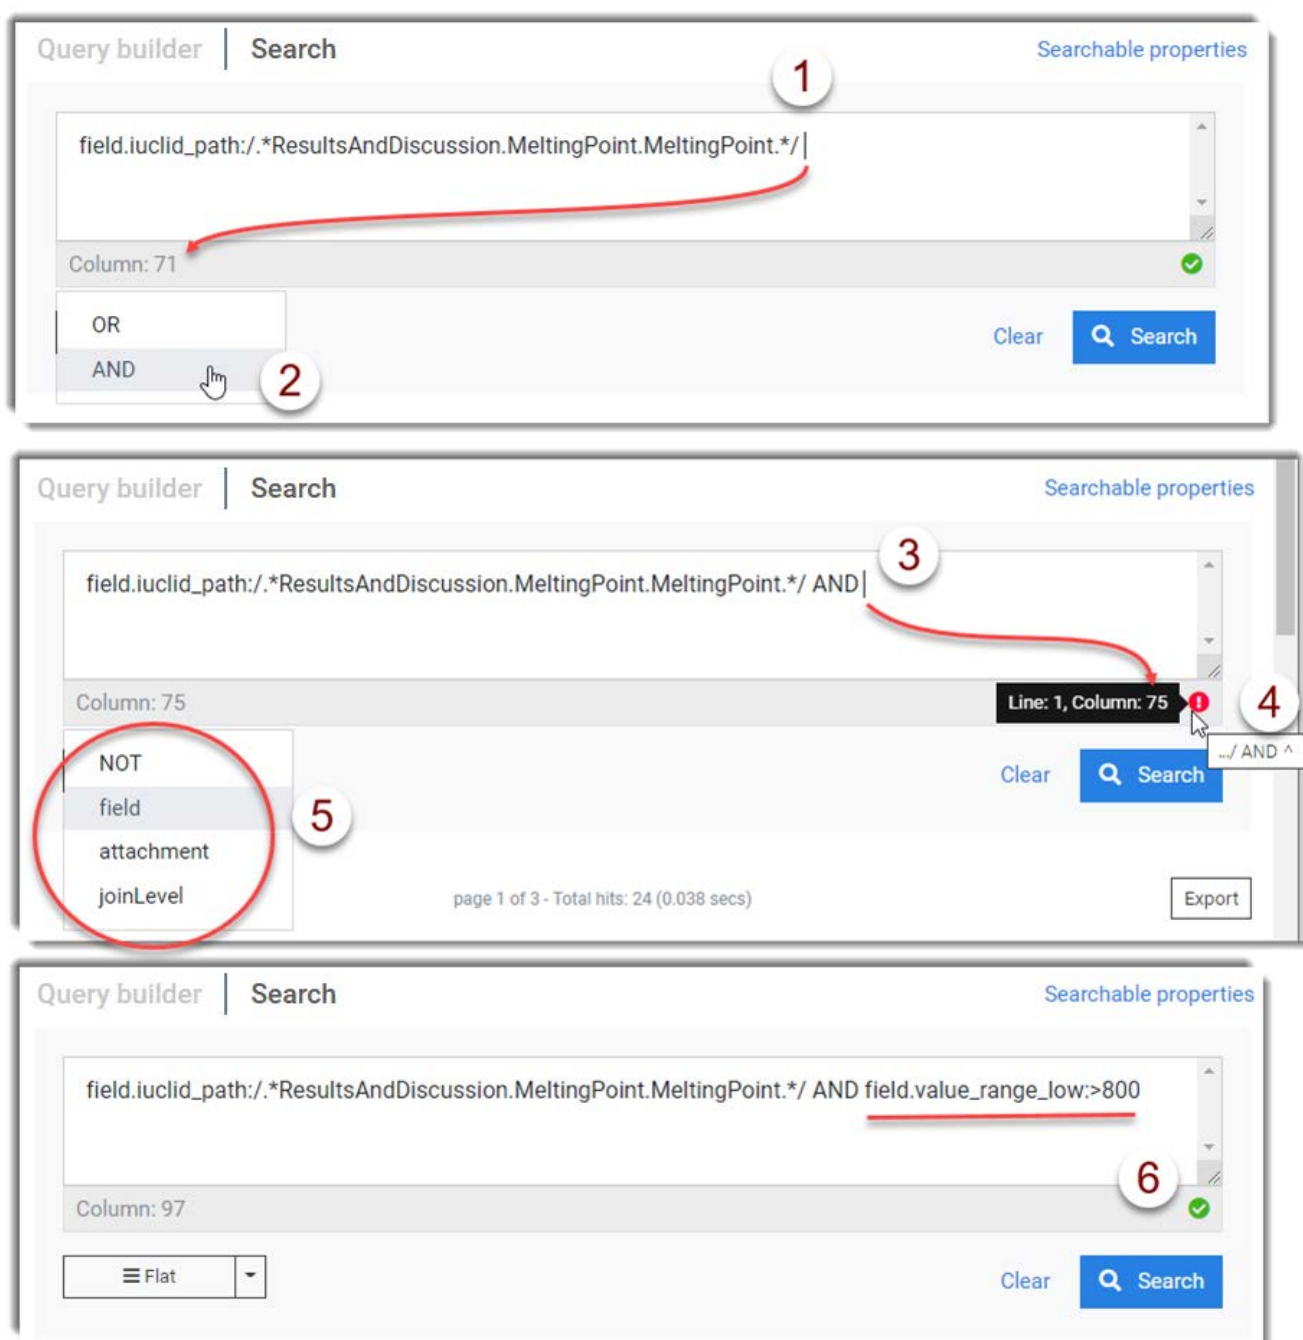 Query builder | Search Searchable properties
1
field.iuclid_path:/.*ResultsAndDiscussion.MeltingPoint.MeltingPoint.*/
Column: 71
OR
Clear Search
AND
2
Query builder | Search Searchable properties
3
field.iuclid_path:/.*ResultsAndDiscussion.MeltingPoint.MeltingPoint.*/ AND
Column: 75 Line: 1, Column: 75 4
.../ AND ^
NOT
Clear Search
field
5
attachment
joinLevel page 1 of 3 - Total hits: 24 (0.038 secs) Export
Query builder | Search Searchable properties
field.iuclid_path:/.*ResultsAndDiscussion.MeltingPoint.MeltingPoint.*/ AND field.value_range_low:>800
6
Column: 97
Flat Clear Search